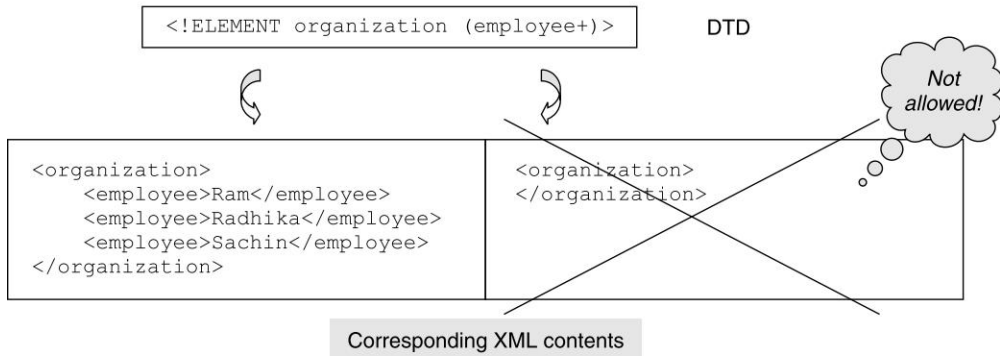 <!ELEMENT organization (employee+)>
DTD
Not
allowed!
<organization>
<employee>Ram</employee>
<employee>Radhika</employee>
<employee>Sachin</employee>
</organization>
<organization>
</organization>
Corresponding XML contents